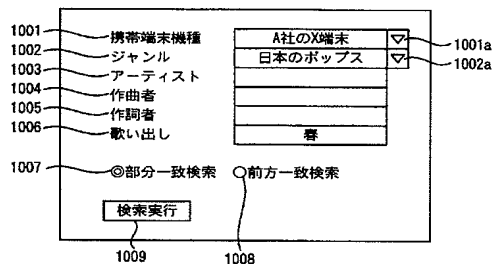 1001 携帯端末機種 A社のX端末 ▽ 1001a
1002 ジャンル 日本のポップス ▽ 1002a
1003 アーティスト
1004 作曲者
1005 作詞者
1006 歌い出し 春
1007 ◎部分一致検索 ○前方一致検索
検索実行
1009 1008